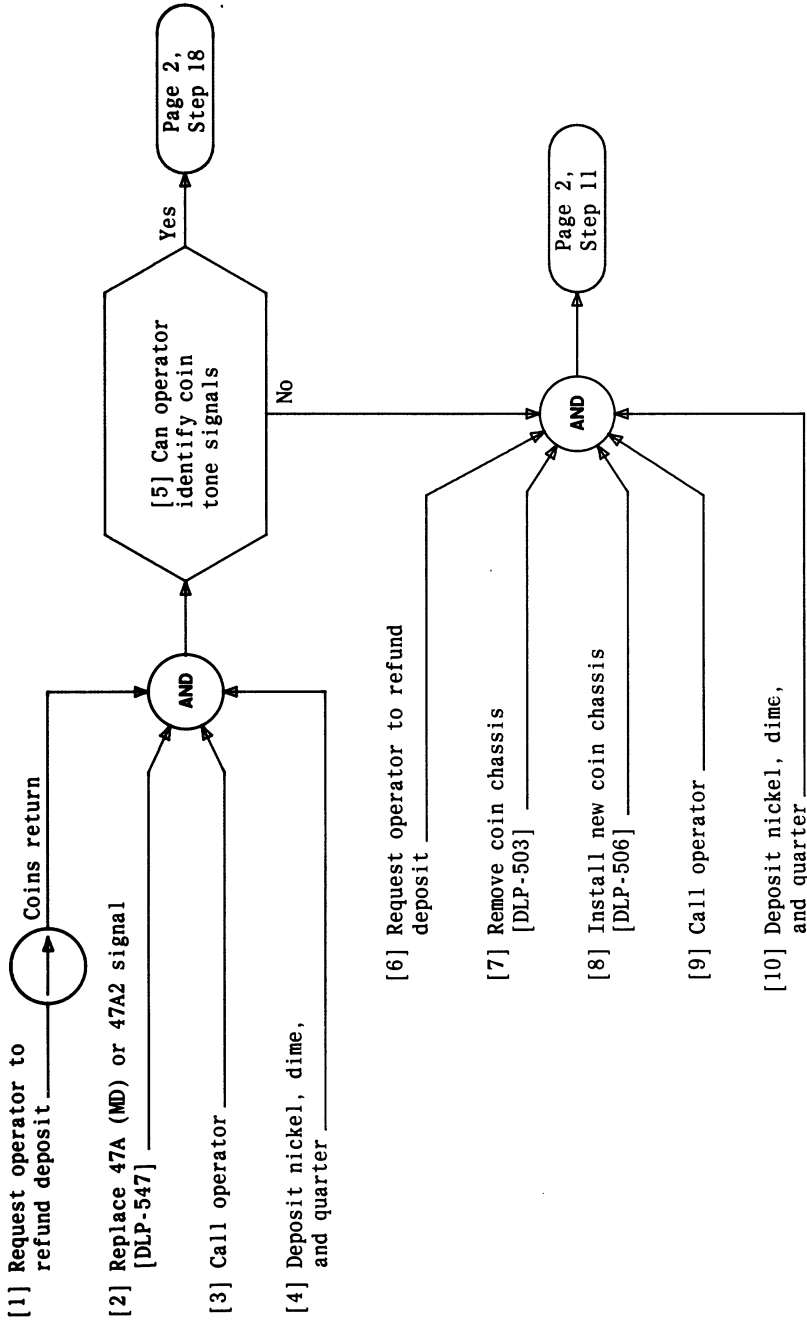 [1] Request operator to
refund deposit
Coins return
[2] Replace 47A (MD) or 47A2 signal
[DLP-547]
[3] Call operator
[4] Deposit nickel, dime,
and quarter
AND
[5] Can operator
identify coin
tone signals
Yes
Page 2,
Step 18
No
[6] Request operator to refund
deposit
[7] Remove coin chassis
[DLP-503]
[8] Install new coin chassis
[DLP-506]
[9] Call operator
[10] Deposit nickel, dime,
and quarter
AND
Page 2,
Step 11